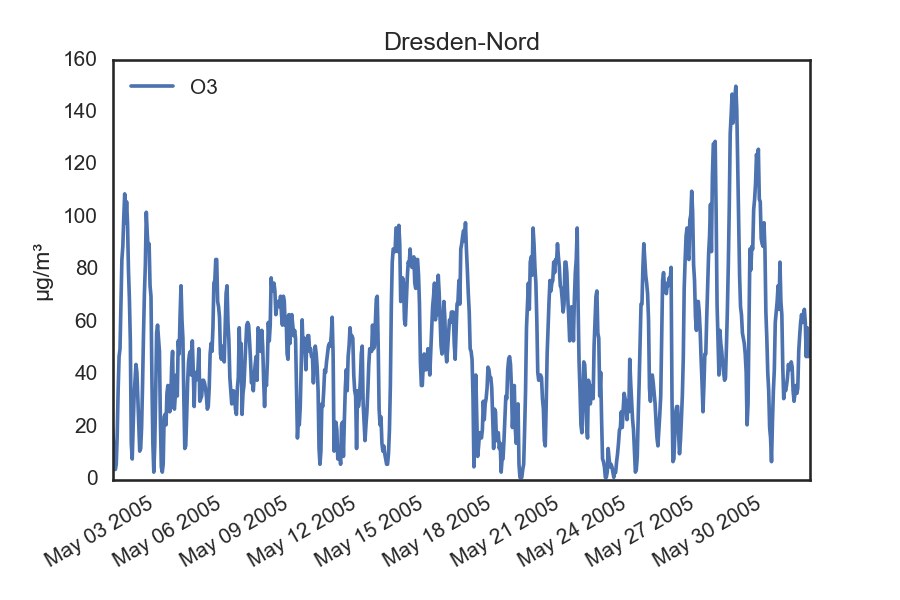 Dresden-Nord
µg/m³
160
140
120
100
80
60
40
20
0
O3
May 03 2005
May 06 2005
May 09 2005
May 12 2005
May 15 2005
May 18 2005
May 21 2005
May 24 2005
May 27 2005
May 30 2005